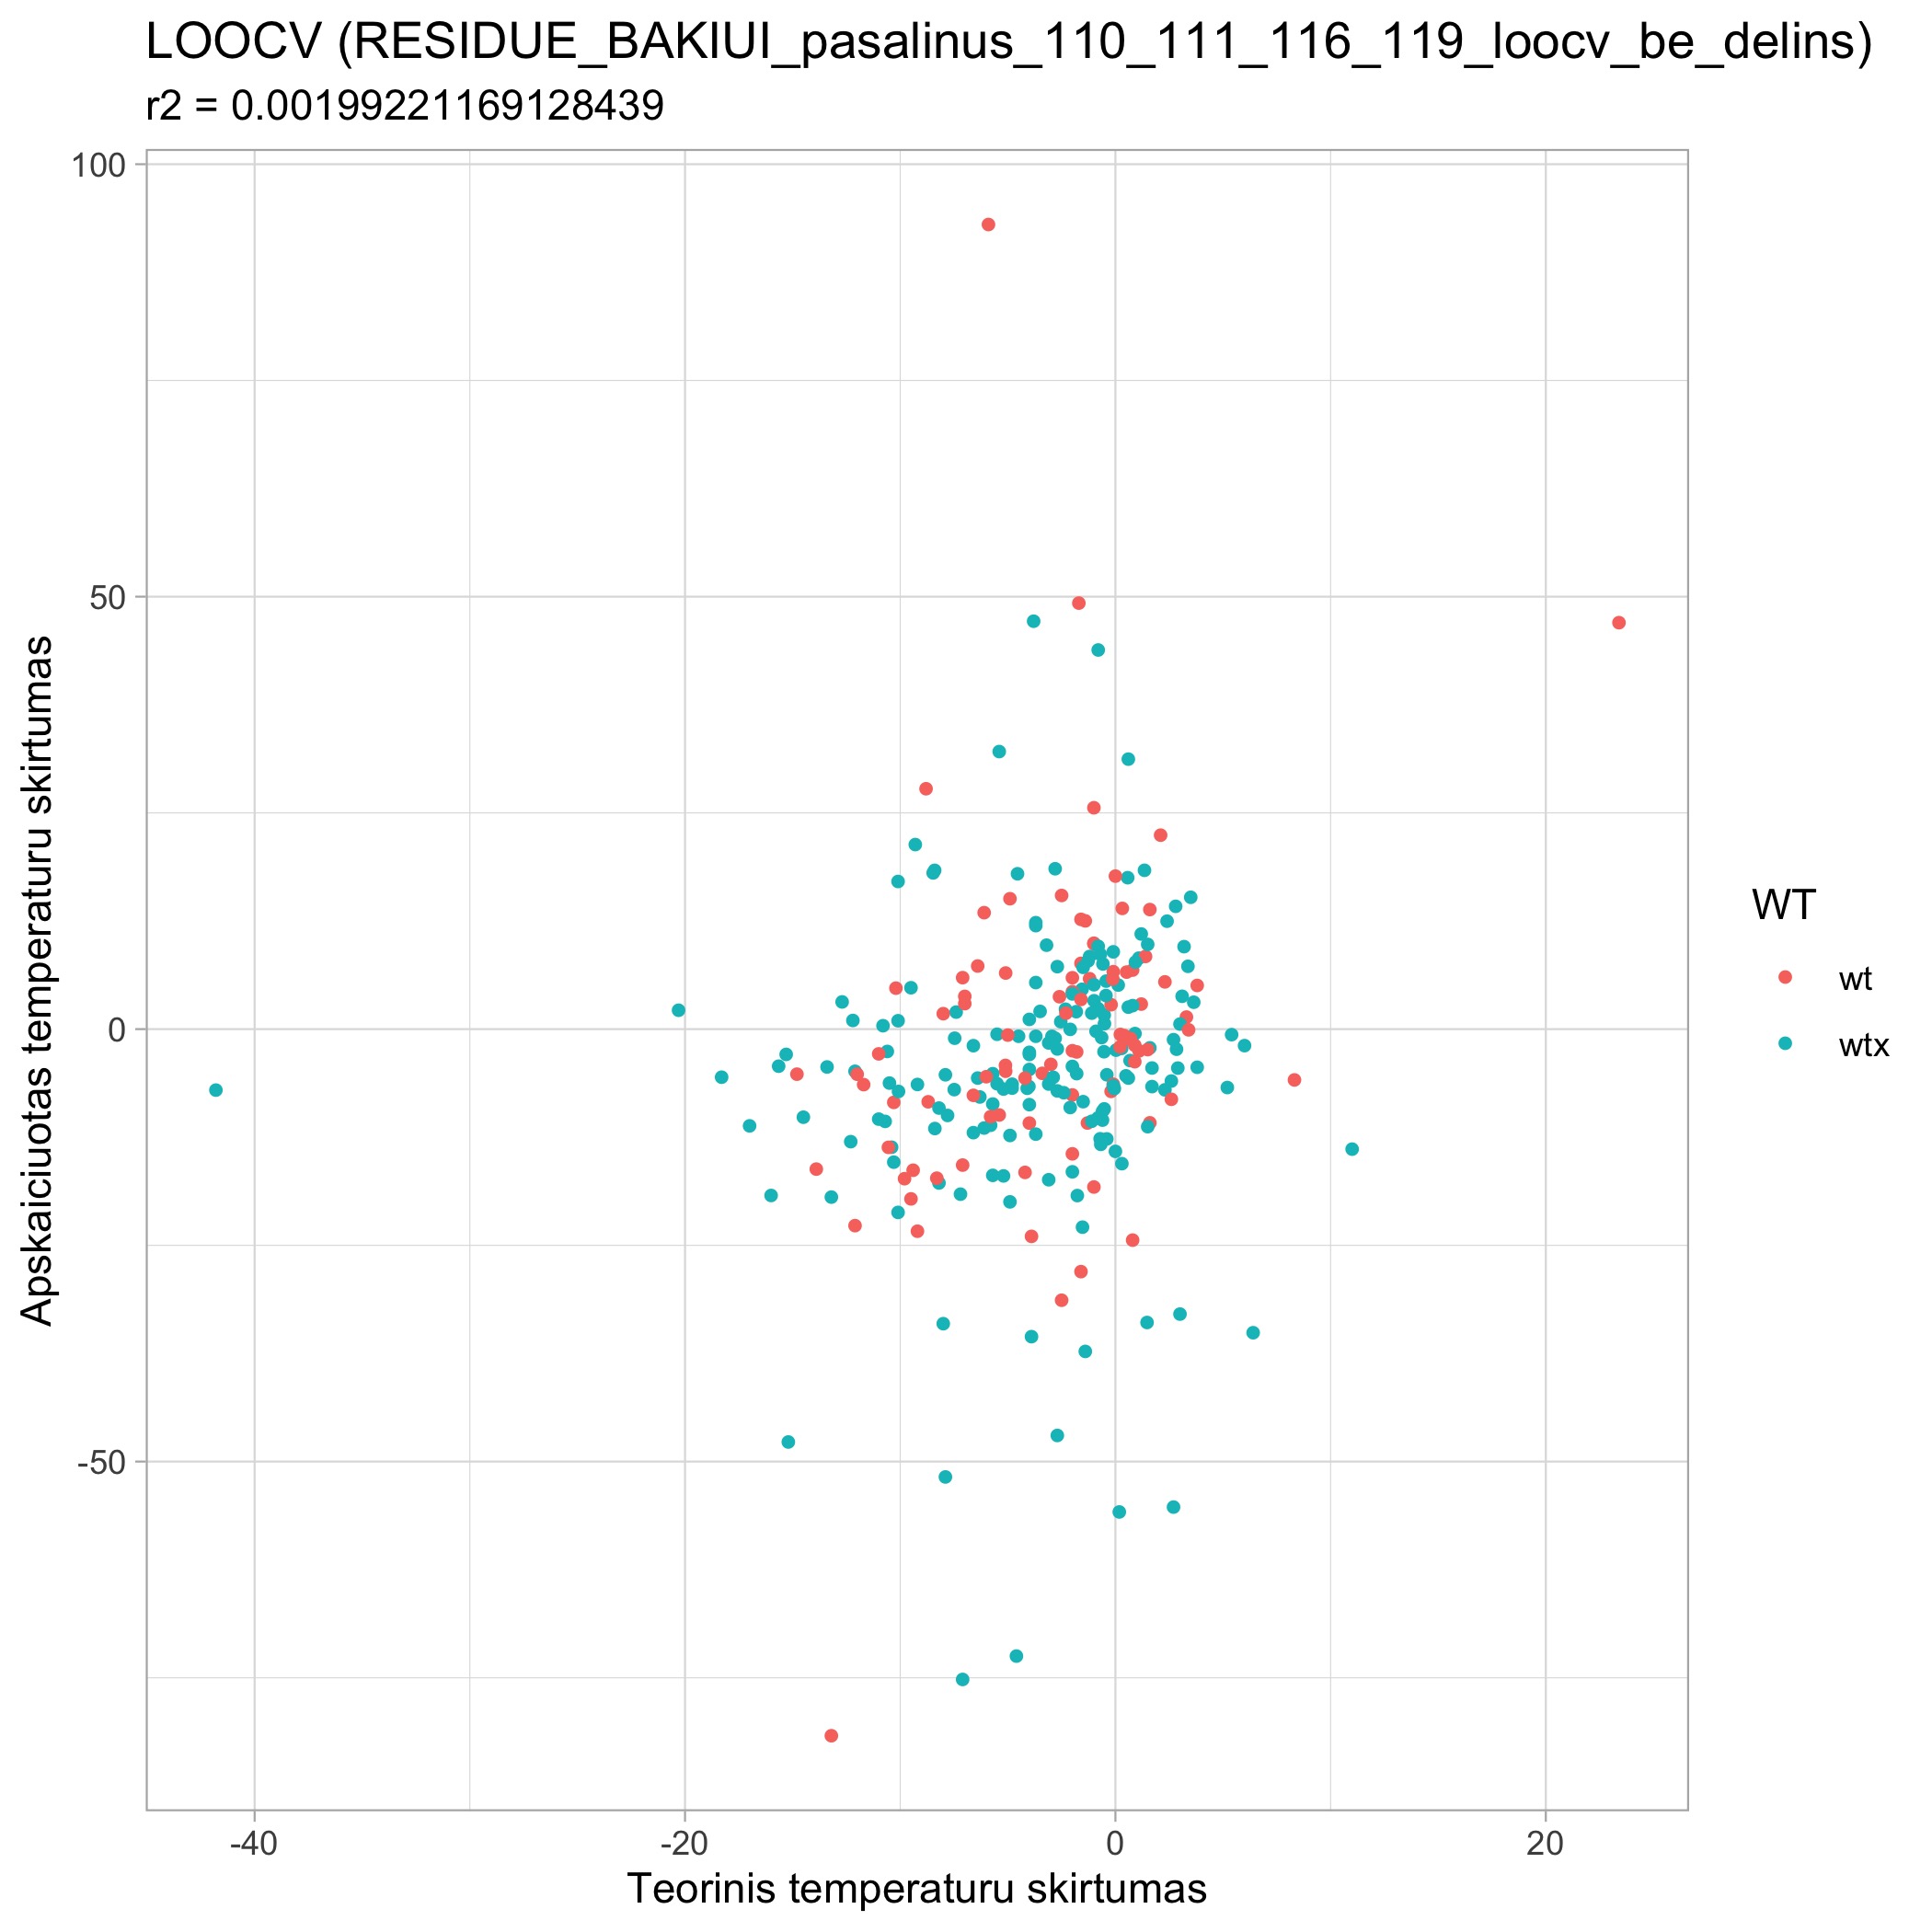 LOOCV (RESIDUE_BAKIUI_pasalinus_110_111_116_119_loocv_be_delins)
r2 = 0.00199221169128439
100
50
0
-50
Apskaiciuotas temperaturu skirtumas
-40
-20
0
20
Teorinis temperaturu skirtumas
WT
wt
wtx